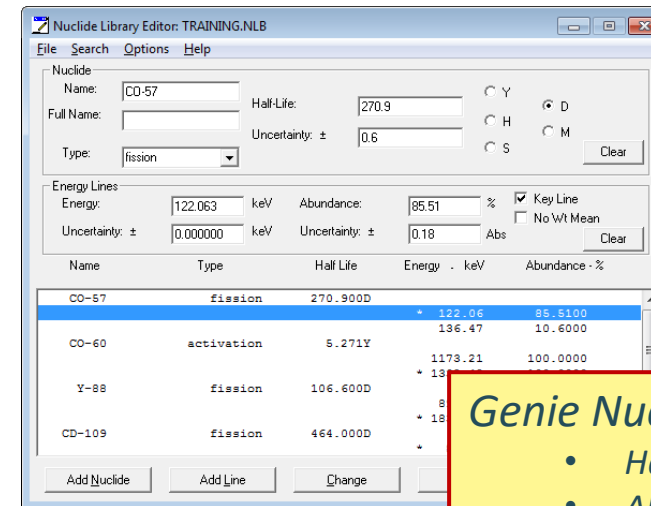 Nuclide Library Editor: TRAINING.NLB
File Search Options Help
Nuclide
Name: CO-57
Full Name:
Type: fission
Half-Life: 270.9
Uncertainty: ± 0.6
Y
H
S
D
M
Clear
Energy Lines
Energy: 122.063 keV Abundance: 85.51 % Key Line
No Wt Mean
Uncertainty: ± 0.000000 keV Uncertainty: ± 0.18 Abs Clear
Name Type Half Life Energy . keV Abundance - %
CO-57 fission 270.900D
* 122.06 85.5100
136.47 10.6000
CO-60 activation 5.271Y
1173.21 100.0000
*
Y-88 fission 106.600D
8
* 18
CD-109 fission 464.000D
*
Add Nuclide Add Line Change
Genie Nuc
• H
•